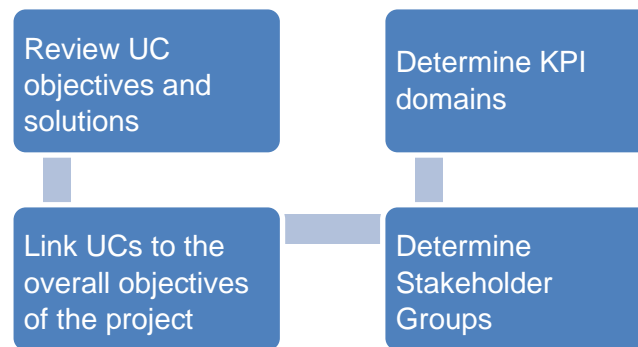 Review UC
objectives and
solutions
Link UCs to the
overall objectives
of the project
Determine
Stakeholder
Groups
Determine KPI
domains